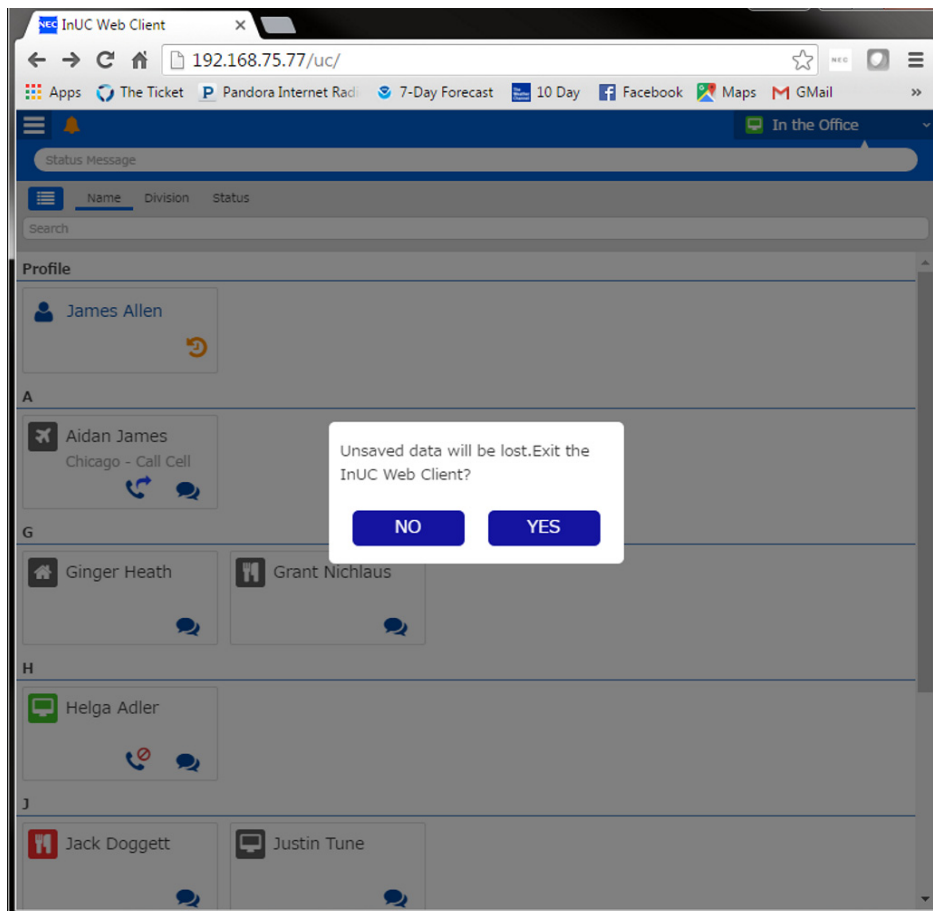 NEC InUC Web Client
192.168.75.77/uc/
NEC
Apps The Ticket P Pandora Internet Radi 7-Day Forecast 10 Day Facebook Maps GMail »
In the Office
Status Message
Name Division Status
Search
Profile
James Allen
A
Aidan James
Chicago - Call Cell
Unsaved data will be lost.Exit the
InUC Web Client?
NO YES
G
Ginger Heath Grant Nichlaus
H
Helga Adler
J
Jack Doggett Justin Tune